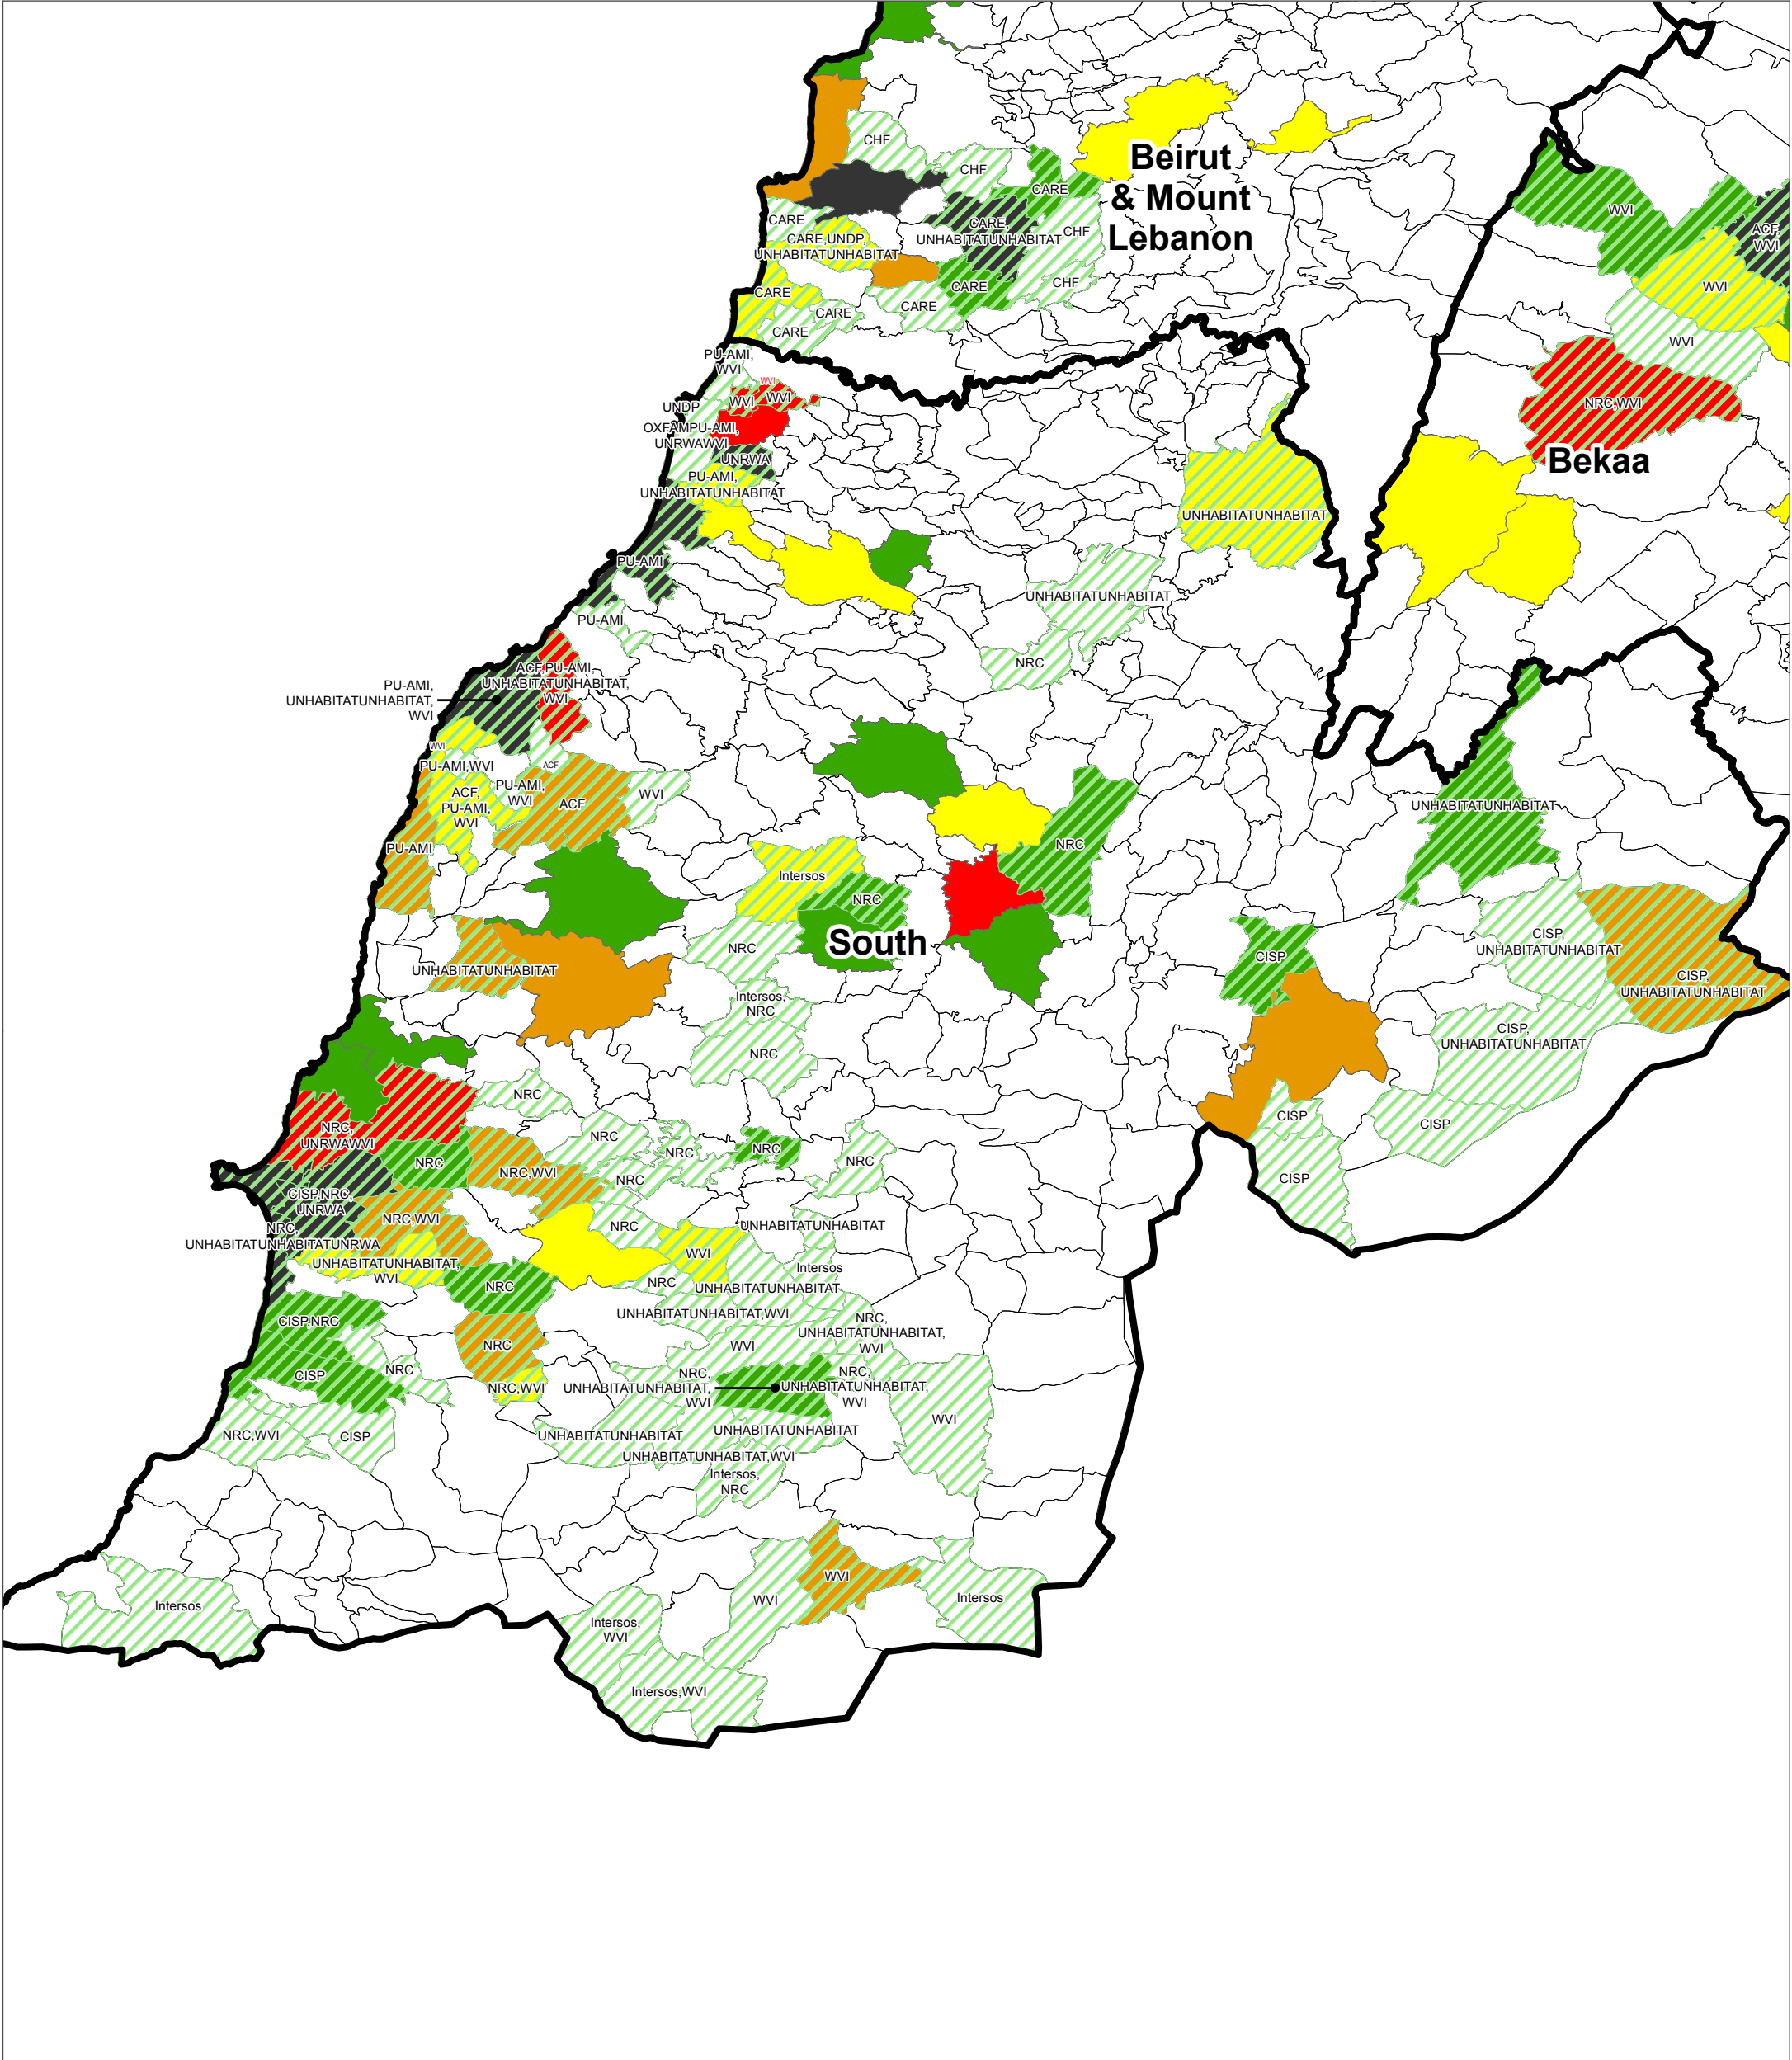 CHF
Beirut
& Mount
Lebanon
CHF
CARE
WVI
CARE
CARE,
UNHABITATUNHABITAT
CHF
ACF,
WVI
CARE,UNDP,
UNHABITATUNHABITAT
CARE
CHF
WVI
CARE
CARE
CARE
CARE
WVI
PU-AMI,
WVI
WVI
WVI
WVI
NRC,WVI
UNDP
OXFAMPU-AMI,
UNRWAWVI
UNRWA
Bekaa
PU-AMI,
UNHABITATUNHABITAT
UNHABITATUNHABITAT
PU-AMI
UNHABITATUNHABITAT
PU-AMI
NRC
ACF,PU-AMI,
UNHABITATUNHABITAT,
WVI
PU-AMI,
UNHABITATUNHABITAT,
WVI
WVI
PU-AMI,WVI
ACF
PU-AMI,
WVI
ACF,
PU-AMI,
WVI
ACF
WVI
UNHABITATUNHABITAT
PU-AMI
NRC
Intersos
NRC
South
NRC
CISP
CISP,
UNHABITATUNHABITAT
UNHABITATUNHABITAT
CISP,
UNHABITATUNHABITAT
Intersos,
NRC
CISP,
UNHABITATUNHABITAT
NRC
NRC
CISP
CISP
NRC,
UNRWAWVI
NRC
NRC
NRC
NRC
NRC
NRC,WVI
NRC
CISP
CISP,NRC,
UNRWA
NRC,WVI
NRC
UNHABITATUNHABITAT
NRC,
UNHABITATUNHABITATUNRWA
WVI
UNHABITATUNHABITAT,
WVI
Intersos
NRC
NRC
UNHABITATUNHABITAT
UNHABITATUNHABITAT,WVI
CISP,NRC
NRC,
UNHABITATUNHABITAT,
WVI
NRC
WVI
CISP
NRC
NRC,WVI
NRC,
UNHABITATUNHABITAT,
WVI
NRC,
UNHABITATUNHABITAT,
WVI
WVI
NRC,WVI
CISP
UNHABITATUNHABITAT
UNHABITATUNHABITAT
UNHABITATUNHABITAT,WVI
Intersos,
NRC
WVI
WVI
Intersos
Intersos
Intersos,
WVI
Intersos,WVI